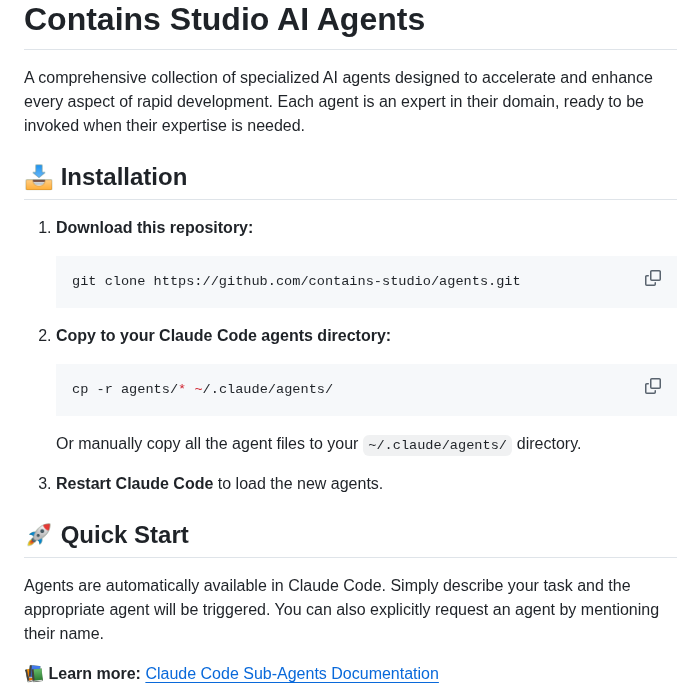 Contains Studio AI Agents
A comprehensive collection of specialized AI agents designed to accelerate and enhance
every aspect of rapid development. Each agent is an expert in their domain, ready to be
invoked when their expertise is needed.
📥 Installation
1. Download this repository:
git clone https://github.com/contains-studio/agents.git
2. Copy to your Claude Code agents directory:
cp -r agents/* ~/.claude/agents/
Or manually copy all the agent files to your ~/.claude/agents/ directory.
3. Restart Claude Code to load the new agents.
🚀 Quick Start
Agents are automatically available in Claude Code. Simply describe your task and the
appropriate agent will be triggered. You can also explicitly request an agent by mentioning
their name.
📚 Learn more: Claude Code Sub-Agents Documentation